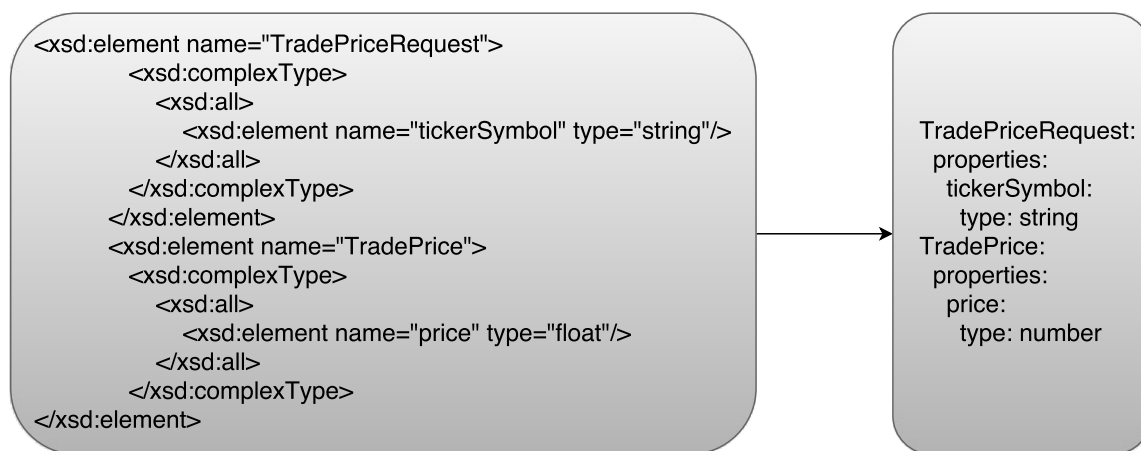 <xsd:element name="TradePriceRequest">
<xsd:complexType>
<xsd:all>
<xsd:element name="tickerSymbol" type="string"/>
</xsd:all>
</xsd:complexType>
</xsd:element>
<xsd:element name="TradePrice">
<xsd:complexType>
<xsd:all>
<xsd:element name="price" type="float"/>
</xsd:all>
</xsd:complexType>
</xsd:element>
TradePriceRequest:
properties:
tickerSymbol:
type: string
TradePrice:
properties:
price:
type: number